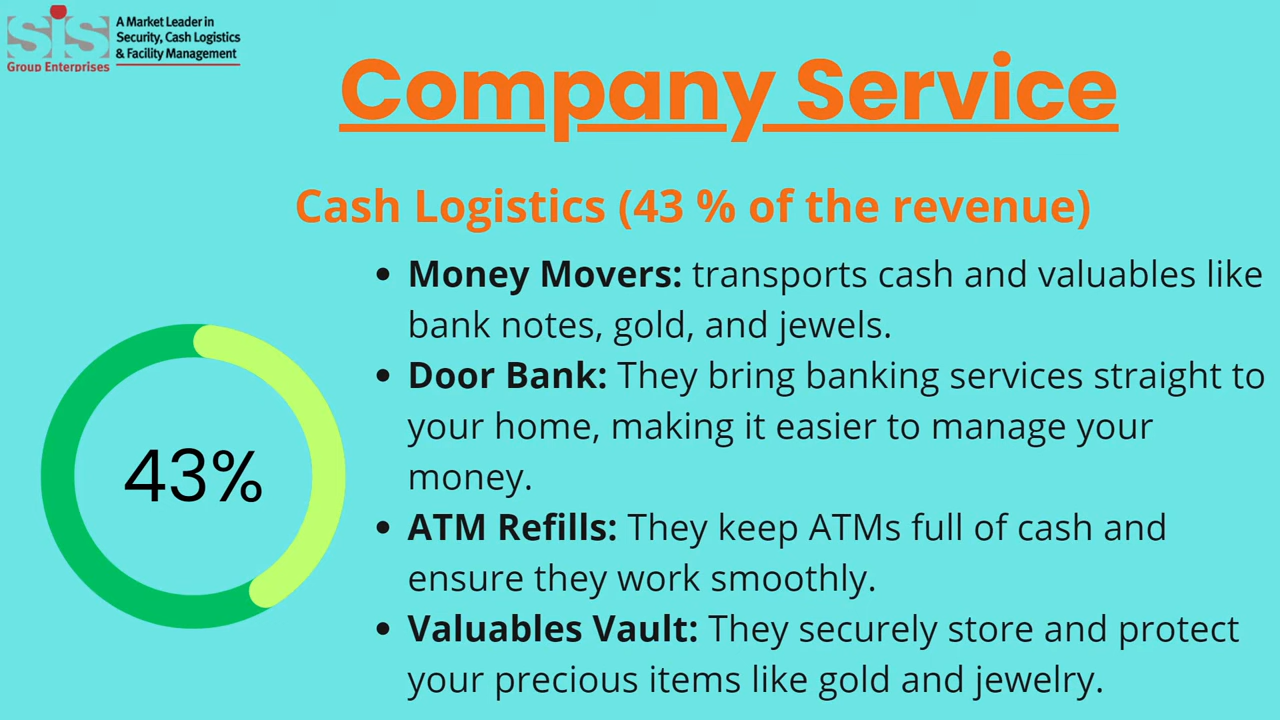 sis
Group Enterprises
A Market Leader in
Security, Cash Logistics
& Facility Management
Company Service
Cash Logistics (43 % of the revenue)
43%
• Money Movers: transports cash and valuables like
bank notes, gold, and jewels.
• Door Bank: They bring banking services straight to
your home, making it easier to manage your
money.
• ATM Refills: They keep ATMs full of cash and
ensure they work smoothly.
• Valuables Vault: They securely store and protect
your precious items like gold and jewelry.